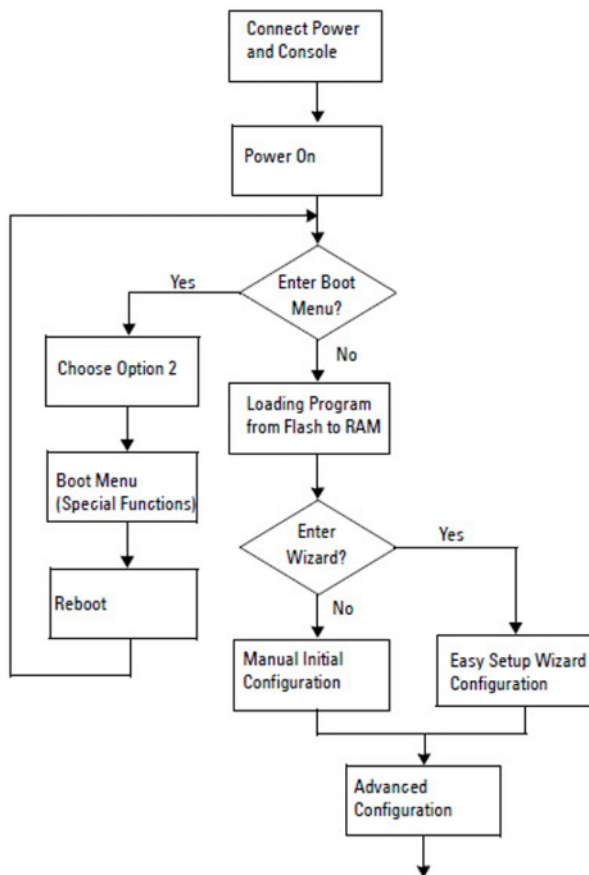 Connect Power
and Console
Power On
Enter Boot
Menu?
Yes
No
Choose Option 2
Loading Program
from Flash to RAM
Boot Menu
(Special Functions)
Enter
Wizard?
Yes
No
Reboot
Manual Initial
Configuration
Easy Setup Wizard
Configuration
Advanced
Configuration